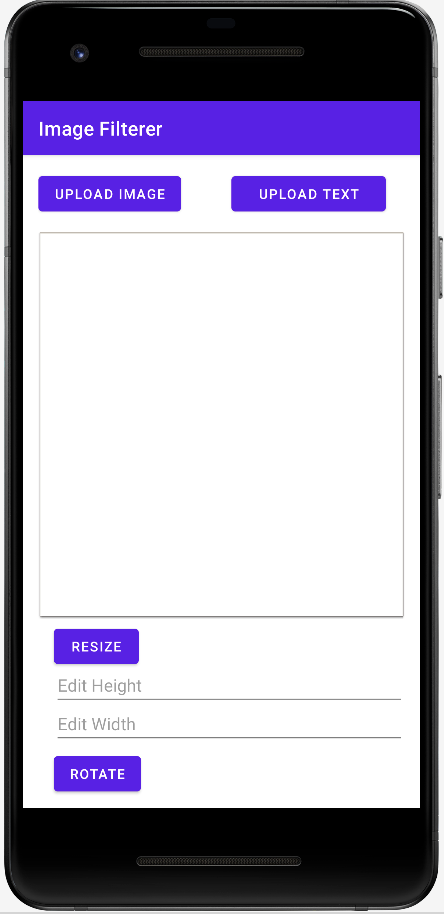 Image Filterer
UPLOAD IMAGE UPLOAD TEXT
RESIZE
Edit Height
Edit Width
ROTATE